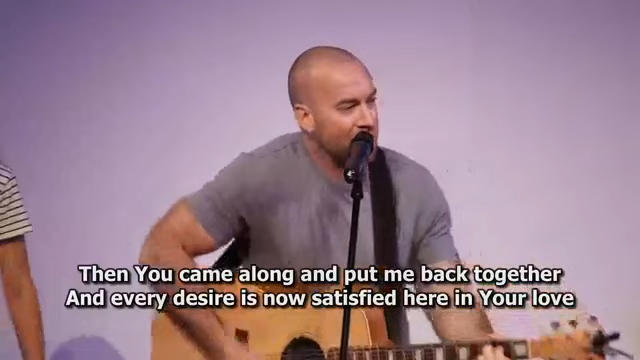 Then You came along and put me back together
And every desire is now satisfied here in Your love